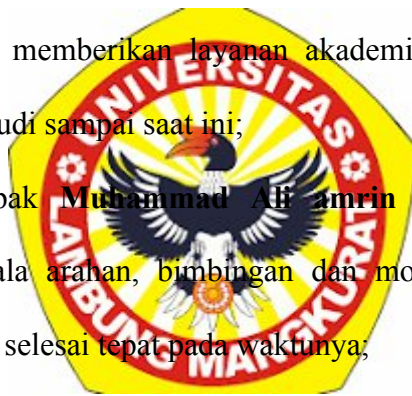 memberikan layanan akademi
UNIVERSITAS
udi sampai saat ini;
pak Muhammad Ali amrin
ala arahan, bimbingan dan mo
selesai tepat pada waktunya;
LAMBUNG MANGKURAT